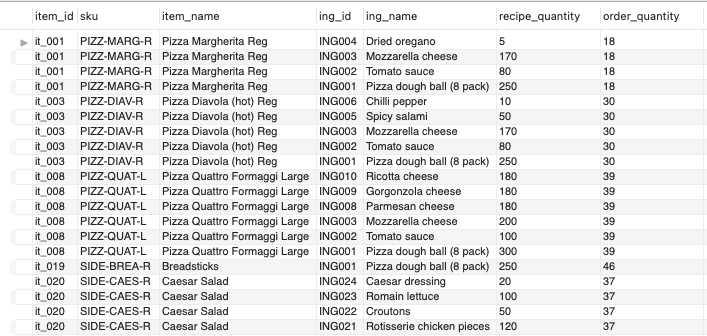 item_id sku item_name ing_id ing_name recipe_quantity order_quantity
it_001 PIZZ-MARG-R Pizza Margherita Reg ING004 Dried oregano 5 18
it_001 PIZZ-MARG-R Pizza Margherita Reg ING003 Mozzarella cheese 170 18
it_001 PIZZ-MARG-R Pizza Margherita Reg ING002 Tomato sauce 80 18
it_001 PIZZ-MARG-R Pizza Margherita Reg ING001 Pizza dough ball (8 pack) 250 18
it_003 PIZZ-DIAV-R Pizza Diavola (hot) Reg ING006 Chilli pepper 10 30
it_003 PIZZ-DIAV-R Pizza Diavola (hot) Reg ING005 Spicy salami 50 30
it_003 PIZZ-DIAV-R Pizza Diavola (hot) Reg ING003 Mozzarella cheese 170 30
it_003 PIZZ-DIAV-R Pizza Diavola (hot) Reg ING002 Tomato sauce 80 30
it_003 PIZZ-DIAV-R Pizza Diavola (hot) Reg ING001 Pizza dough ball (8 pack) 250 30
it_008 PIZZ-QUAT-L Pizza Quattro Formaggi Large ING010 Ricotta cheese 180 39
it_008 PIZZ-QUAT-L Pizza Quattro Formaggi Large ING009 Gorgonzola cheese 180 39
it_008 PIZZ-QUAT-L Pizza Quattro Formaggi Large ING008 Parmesan cheese 180 39
it_008 PIZZ-QUAT-L Pizza Quattro Formaggi Large ING003 Mozzarella cheese 200 39
it_008 PIZZ-QUAT-L Pizza Quattro Formaggi Large ING002 Tomato sauce 100 39
it_008 PIZZ-QUAT-L Pizza Quattro Formaggi Large ING001 Pizza dough ball (8 pack) 300 39
it_019 SIDE-BREA-R Breadsticks ING001 Pizza dough ball (8 pack) 250 46
it_020 SIDE-CAES-R Caesar Salad ING024 Caesar dressing 20 37
it_020 SIDE-CAES-R Caesar Salad ING023 Romain lettuce 100 37
it_020 SIDE-CAES-R Caesar Salad ING022 Croutons 50 37
it_020 SIDE-CAES-R Caesar Salad ING021 Rotisserie chicken pieces 120 37